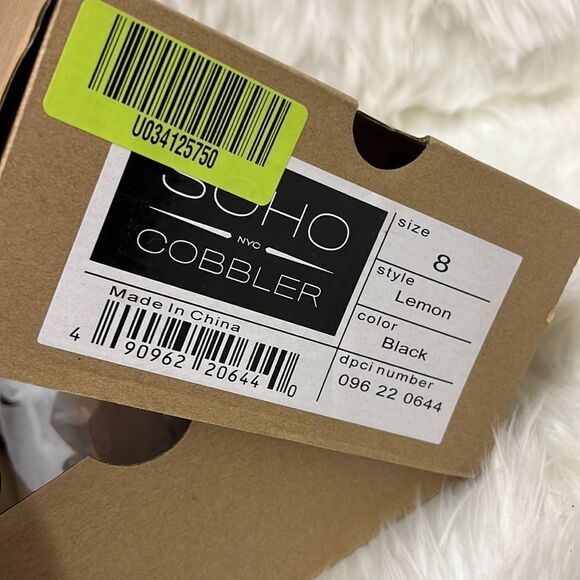 U034125750
SOHO
NYC
COBBLER
Made In China
4 90962 20644 0
size
8
style
Lemon
color
Black
dpci number
096 22 0644